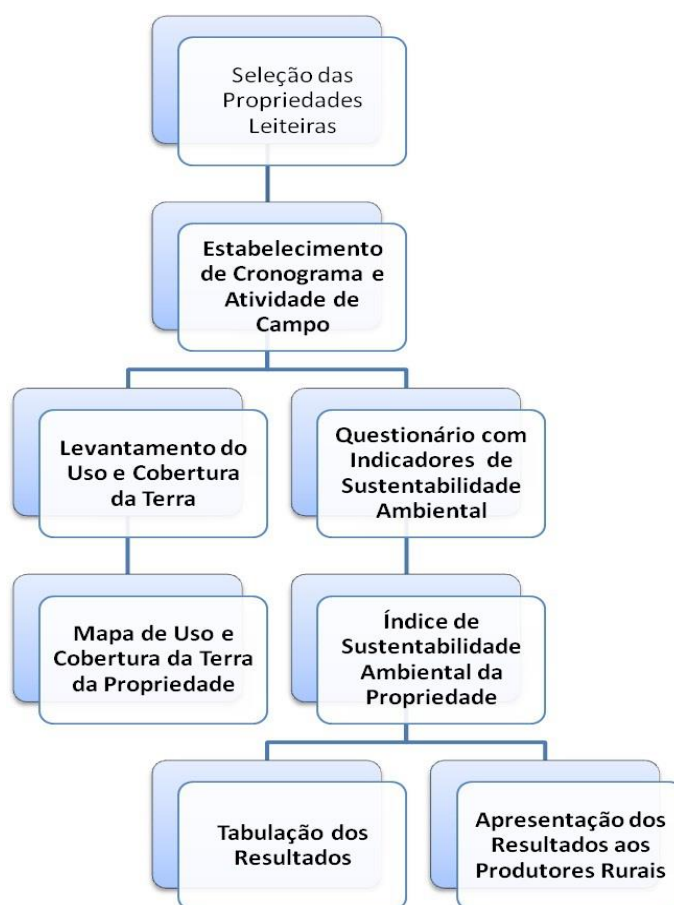 Seleção das
Propriedades
Leiteiras
Estabelecimento
de Cronograma e
Atividade de
Campo
Levantamento do
Uso e Cobertura
da Terra
Questionário com
Indicadores de
Sustentabilidade
Ambiental
Mapa de Uso e
Cobertura da Terra
da Propriedade
Índice de
Sustentabilidade
Ambiental da
Propriedade
Tabulação dos
Resultados
Apresentação dos
Resultados aos
Produtores Rurais